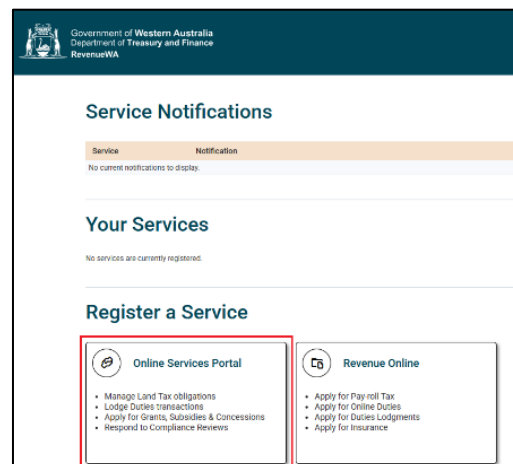 Government of Western Australia
Department of Treasury and Finance
RevenueWA
Service Notifications
Service Notification
No current notifications to display.
Your Services
No services are currently registered.
Register a Service
Online Services Portal
• Manage Land Tax obligations
• Lodge Duties transactions
• Apply for Grants, Subsidies & Concessions
• Respond to Compliance Reviews
Revenue Online
• Apply for Pay-roll Tax
• Apply for Online Duties
• Apply for Duties Lodgments
• Apply for Insurance